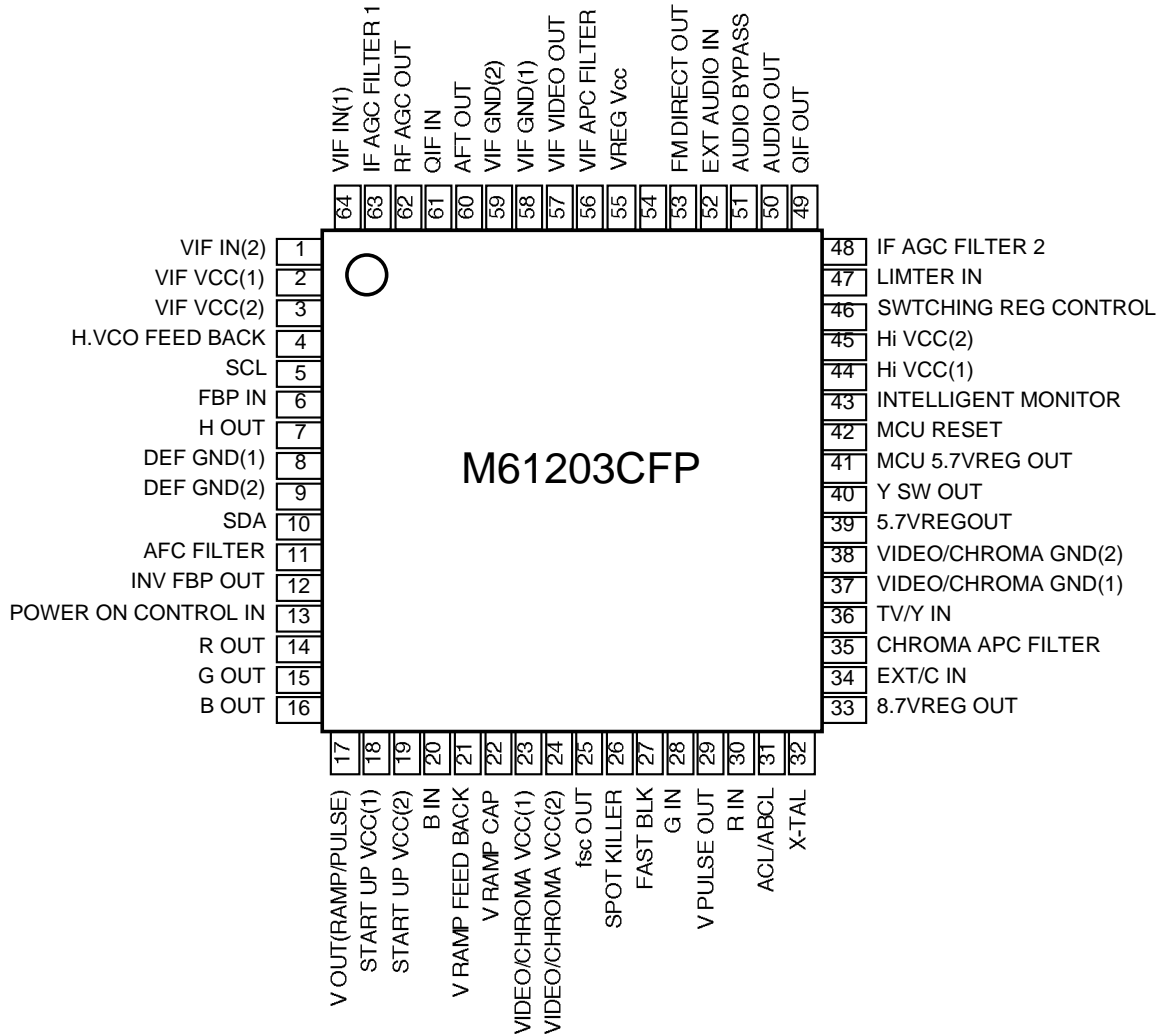 VIF IN(1)
IF AGC FILTER 1
RF AGC OUT
QIF IN
AFT OUT
VIF GND(2)
VIF GND(1)
VIF VIDEO OUT
VIF APC FILTER
VREG Vcc
FM DIRECT OUT
EXT AUDIO IN
AUDIO BYPASS
AUDIO OUT
QIF OUT
64 63 62 61 60 59 58 57 56 55 54 53 52 51 50 49
VIF IN(2) 1
VIF VCC(1) 2
VIF VCC(2) 3
H.VCO FEED BACK 4
SCL 5
FBP IN 6
H OUT 7
DEF GND(1) 8
DEF GND(2) 9
SDA 10
AFC FILTER 11
INV FBP OUT 12
POWER ON CONTROL IN 13
R OUT 14
G OUT 15
B OUT 16
M61203CFP
48 IF AGC FILTER 2
47 LIMTER IN
46 SWTCHING REG CONTROL
45 Hi VCC(2)
44 Hi VCC(1)
43 INTELLIGENT MONITOR
42 MCU RESET
41 MCU 5.7VREG OUT
40 Y SW OUT
39 5.7VREGOUT
38 VIDEO/CHROMA GND(2)
37 VIDEO/CHROMA GND(1)
36 TV/Y IN
35 CHROMA APC FILTER
34 EXT/C IN
33 8.7VREG OUT
17 18 19 20 21 22 23 24 25 26 27 28 29 30 31 32
V OUT(RAMP/PULSE)
START UP VCC(1)
START UP VCC(2)
B IN
V RAMP FEED BACK
V RAMP CAP
VIDEO/CHROMA VCC(1)
VIDEO/CHROMA VCC(2)
fsc OUT
SPOT KILLER
FAST BLK
G IN
V PULSE OUT
R IN
ACL/ABCL
X-TAL